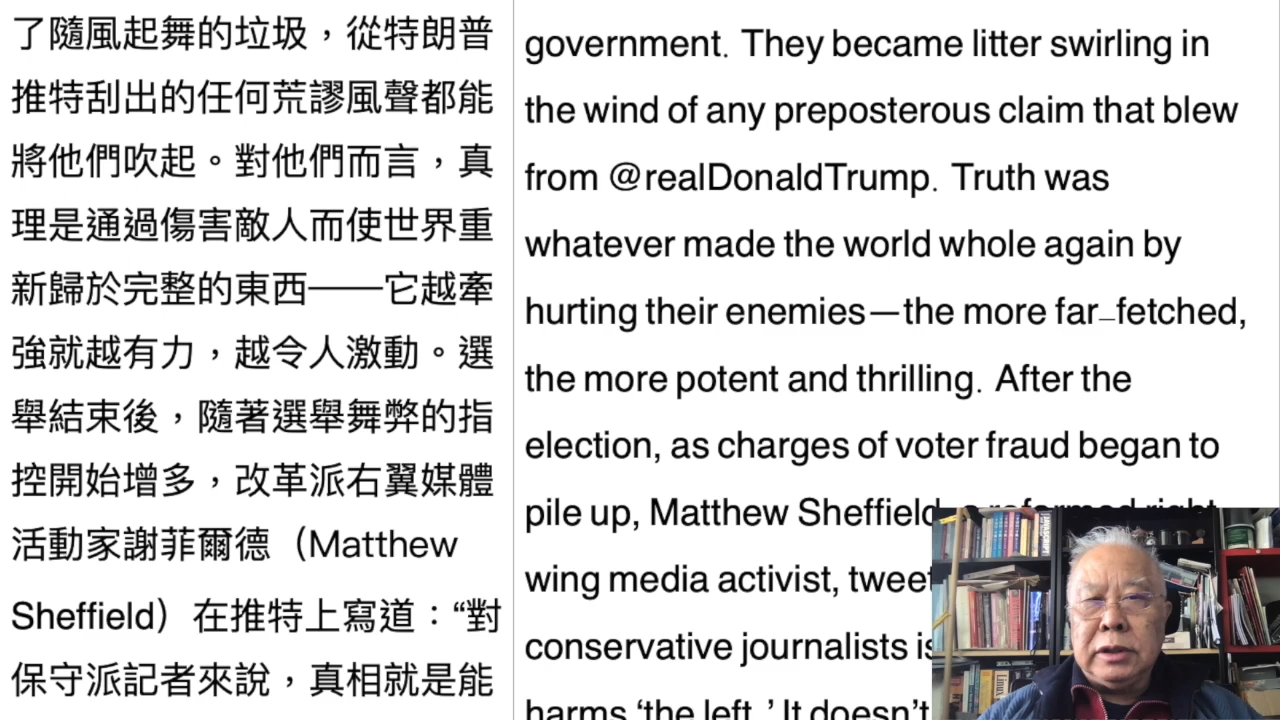 了隨風起舞的垃圾，從特朗普
推特刮出的任何荒謬風聲都能
將他們吹起。對他們而言，真
理是通過傷害敵人而使世界重
新歸於完整的東西——它越牽
強就越有力，越令人激動。選
舉結束後，隨著選舉舞弊的指
控開始增多，改革派右翼媒體
活動家謝菲爾德（Matthew
Sheffield）在推特上寫道：“對
保守派記者來說，真相就是能
government. They became litter swirling in
the wind of any preposterous claim that blew
from @realDonaldTrump. Truth was
whatever made the world whole again by
hurting their enemies—the more far-fetched,
the more potent and thrilling. After the
election, as charges of voter fraud began to
pile up, Matthew Sheffield, a reformed right
wing media activist, tweet
conservative journalists is
harms ‘the left.’ It doesn’t